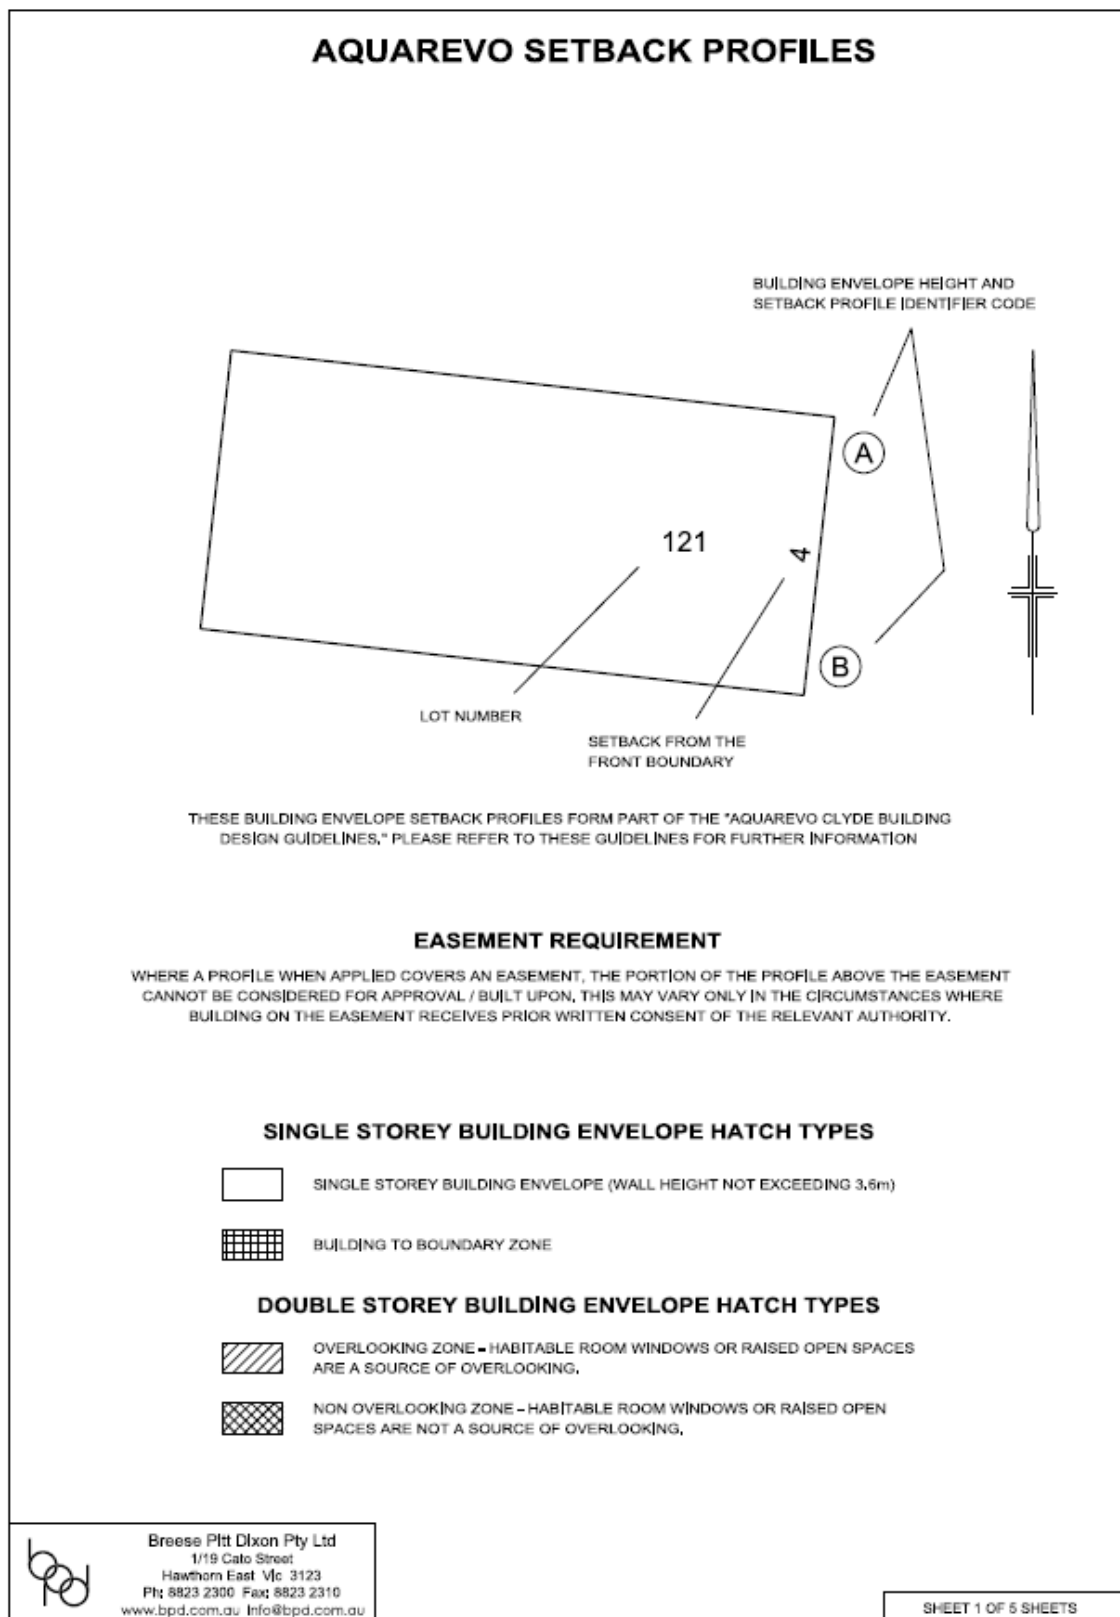 AQUAREVO SETBACK PROFILES
BUILDING ENVELOPE HEIGHT AND
SETBACK PROFILE IDENTIFIER CODE
A
121
4
B
LOT NUMBER
SETBACK FROM THE
FRONT BOUNDARY
THESE BUILDING ENVELOPE SETBACK PROFILES FORM PART OF THE "AQUAREVO CLYDE BUILDING
DESIGN GUIDELINES." PLEASE REFER TO THESE GUIDELINES FOR FURTHER INFORMATION
EASEMENT REQUIREMENT
WHERE A PROFILE WHEN APPLIED COVERS AN EASEMENT, THE PORTION OF THE PROFILE ABOVE THE EASEMENT
CANNOT BE CONSIDERED FOR APPROVAL / BUILT UPON, THIS MAY VARY ONLY IN THE CIRCUMSTANCES WHERE
BUILDING ON THE EASEMENT RECEIVES PRIOR WRITTEN CONSENT OF THE RELEVANT AUTHORITY.
SINGLE STOREY BUILDING ENVELOPE HATCH TYPES
SINGLE STOREY BUILDING ENVELOPE (WALL HEIGHT NOT EXCEEDING 3.6m)
BUILDING TO BOUNDARY ZONE
DOUBLE STOREY BUILDING ENVELOPE HATCH TYPES
OVERLOOKING ZONE - HABITABLE ROOM WINDOWS OR RAISED OPEN SPACES
ARE A SOURCE OF OVERLOOKING.
NON OVERLOOKING ZONE - HABITABLE ROOM WINDOWS OR RAISED OPEN
SPACES ARE NOT A SOURCE OF OVERLOOKING.
bpd
Breese Pitt Dixon Pty Ltd
1/19 Cato Street
Hawthorn East Vic 3123
Ph: 8823 2300 Fax: 8823 2310
www.bpd.com.au info@bpd.com.au
SHEET 1 OF 5 SHEETS